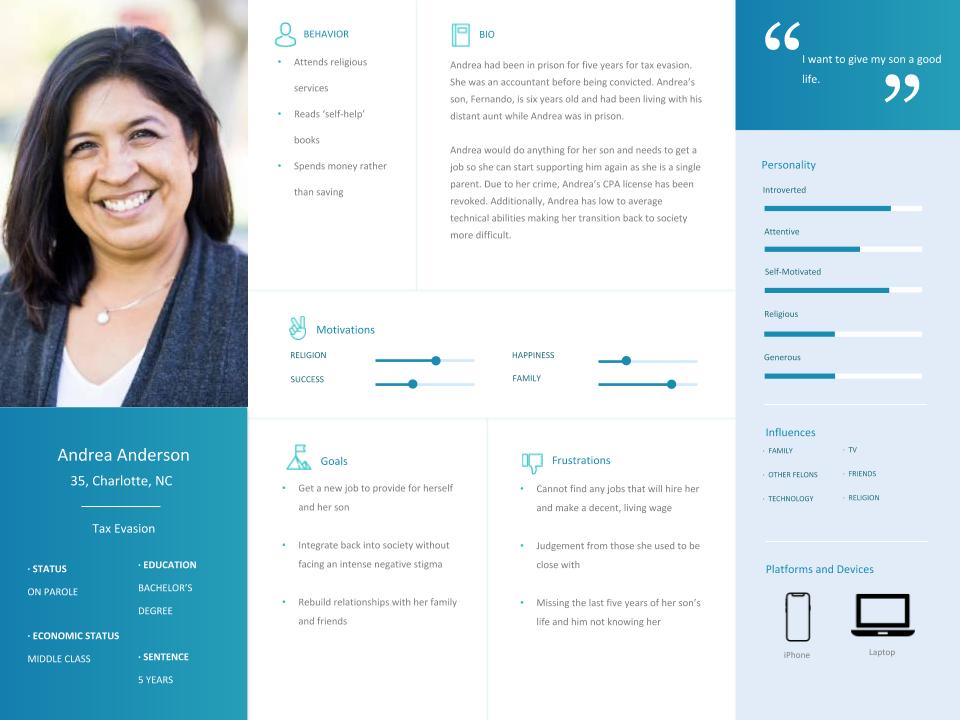 BEHAVIOR
• Attends religious
services
• Reads ‘self-help’
books
• Spends money rather
than saving
BIO
Andrea had been in prison for five years for tax evasion.
She was an accountant before being convicted. Andrea’s
son, Fernando, is six years old and had been living with his
distant aunt while Andrea was in prison.
Andrea would do anything for her son and needs to get a
job so she can start supporting him again as she is a single
parent. Due to her crime, Andrea’s CPA license has been
revoked. Additionally, Andrea has low to average
technical abilities making her transition back to society
more difficult.
“
I want to give my son a good
life.
”
Motivations
RELIGION
SUCCESS
HAPPINESS
FAMILY
Personality
Introverted
Attentive
Self-Motivated
Religious
Generous
Andrea Anderson
35, Charlotte, NC
Tax Evasion
· STATUS
ON PAROLE
· ECONOMIC STATUS
MIDDLE CLASS
· EDUCATION
BACHELOR’S
DEGREE
· SENTENCE
5 YEARS
Goals
• Get a new job to provide for herself
and her son
• Integrate back into society without
facing an intense negative stigma
• Rebuild relationships with her family
and friends
Frustrations
• Cannot find any jobs that will hire her
and make a decent, living wage
• Judgement from those she used to be
close with
• Missing the last five years of her son’s
life and him not knowing her
Influences
· FAMILY
· OTHER FELONS
· TECHNOLOGY
· TV
· FRIENDS
· RELIGION
Platforms and Devices
iPhone
Laptop